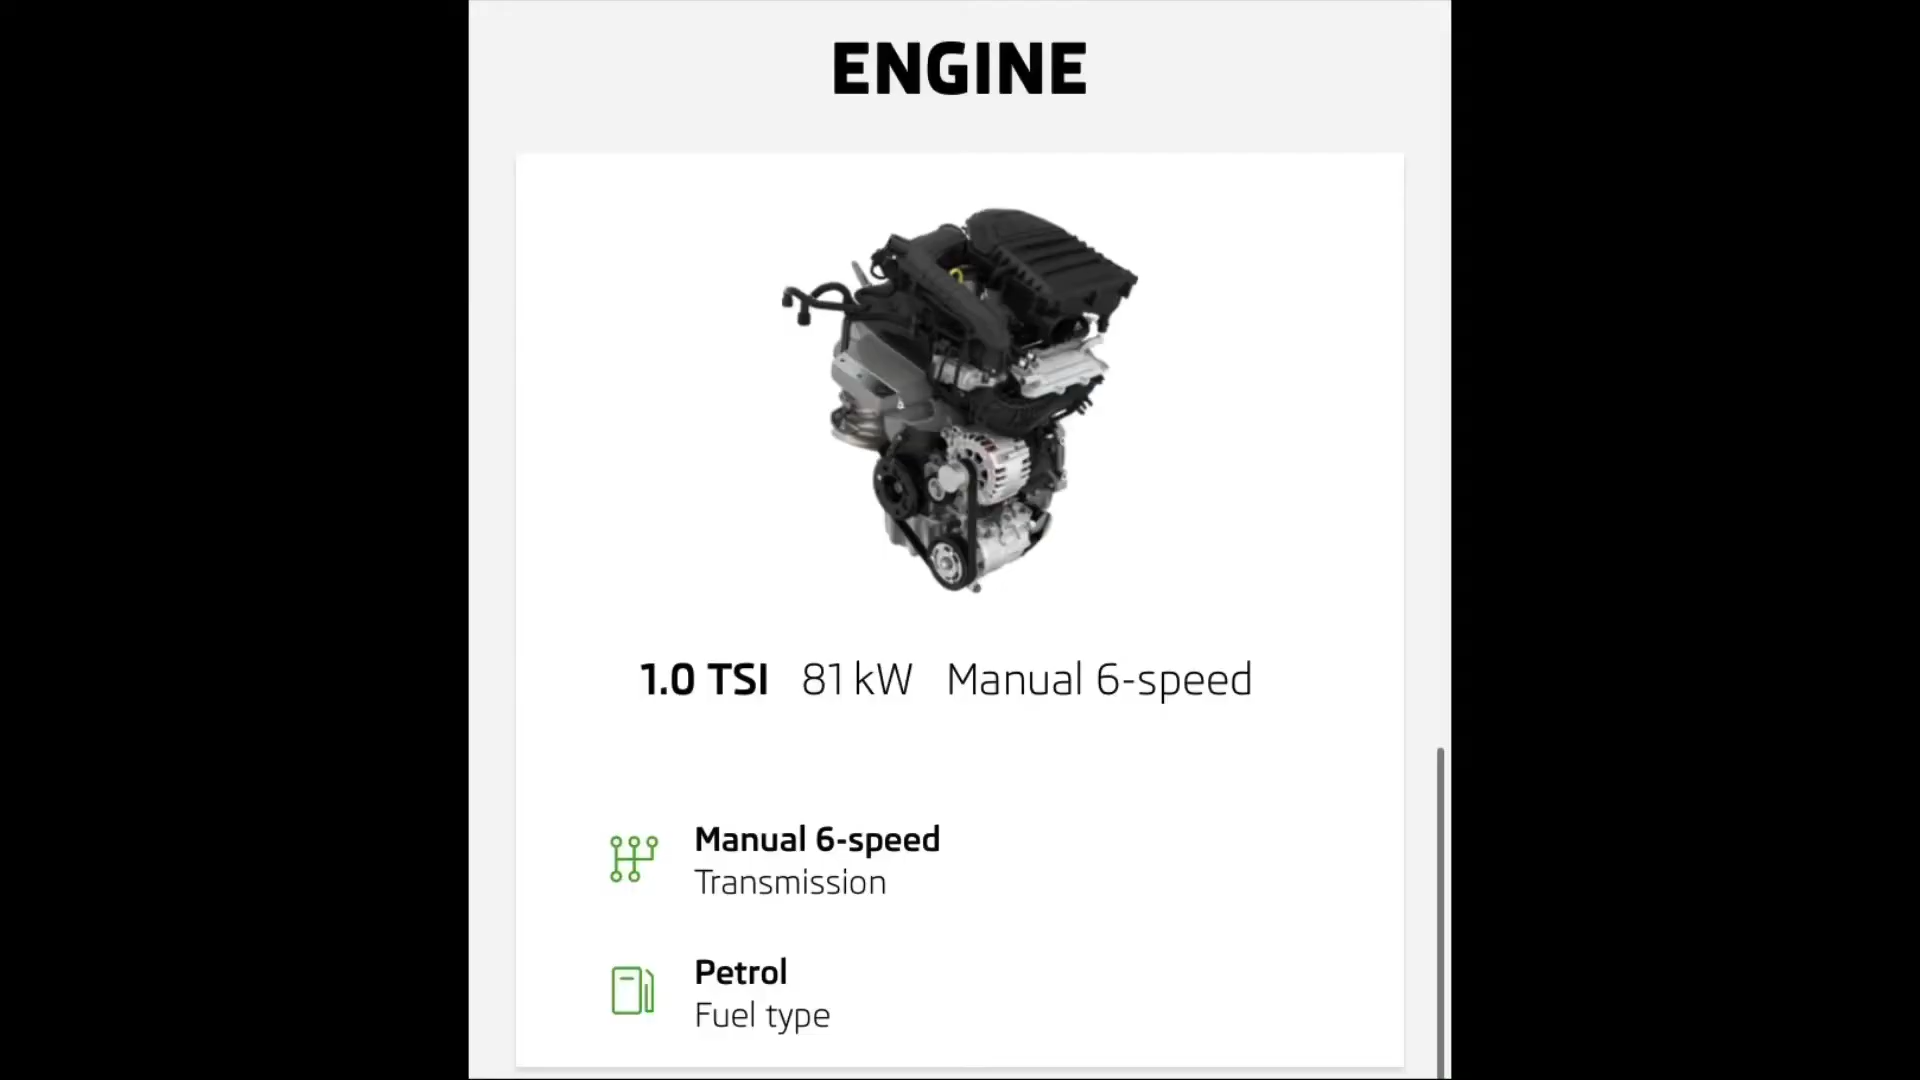 ENGINE
1.0 TSI 81 kW Manual 6-speed
Manual 6-speed
Transmission
Petrol
Fuel type